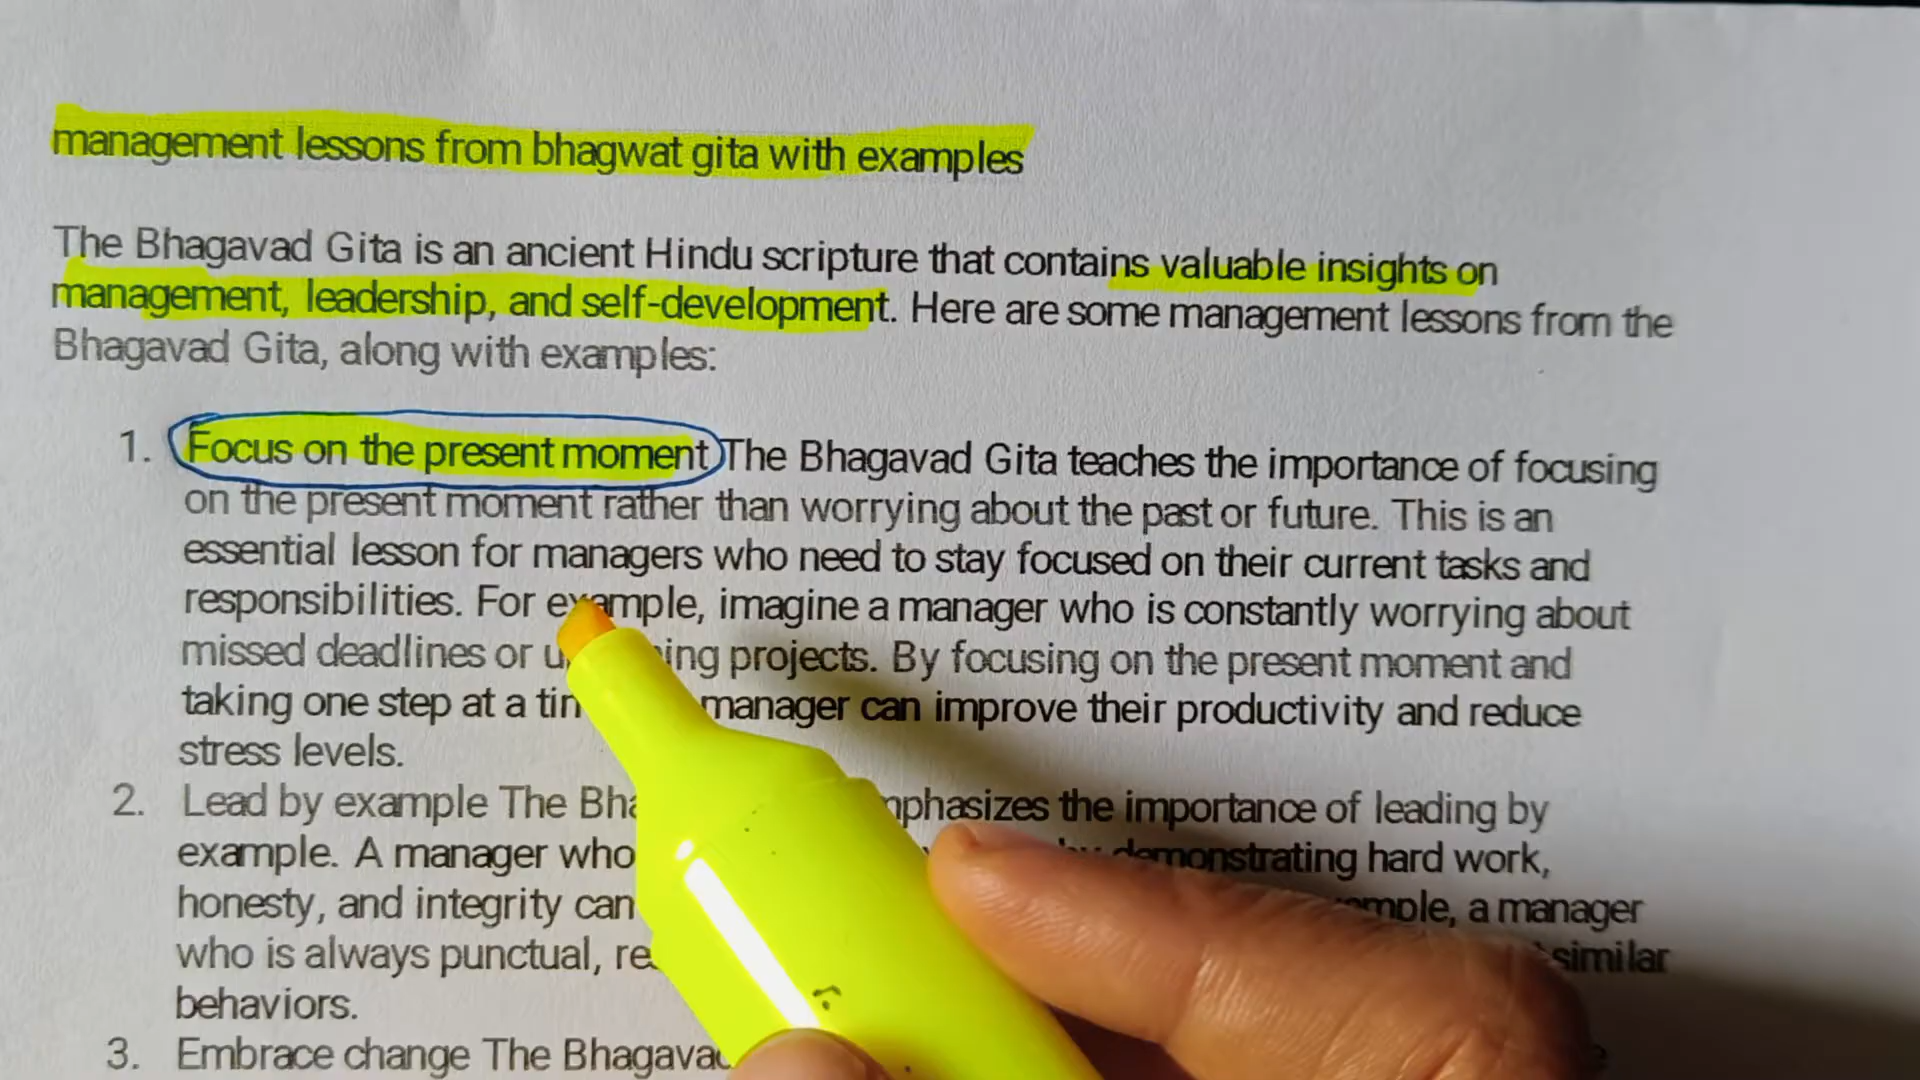 management lessons from bhagwat gita with examples
The Bhagavad Gita is an ancient Hindu scripture that contains valuable insights on
management, leadership, and self-development. Here are some management lessons from the
Bhagavad Gita, along with examples:
1. Focus on the present moment The Bhagavad Gita teaches the importance of focusing
on the present moment rather than worrying about the past or future. This is an
essential lesson for managers who need to stay focused on their current tasks and
responsibilities. For example, imagine a manager who is constantly worrying about
missed deadlines or projects. By focusing on the present moment and
taking one step at a manager can improve their productivity and reduce
stress levels.
2. Lead by example The the importance of leading by
example. A manager who demonstrating hard work,
honesty, and integrity can a manager
who is always punctual, similar
behaviors.
3. Embrace change The